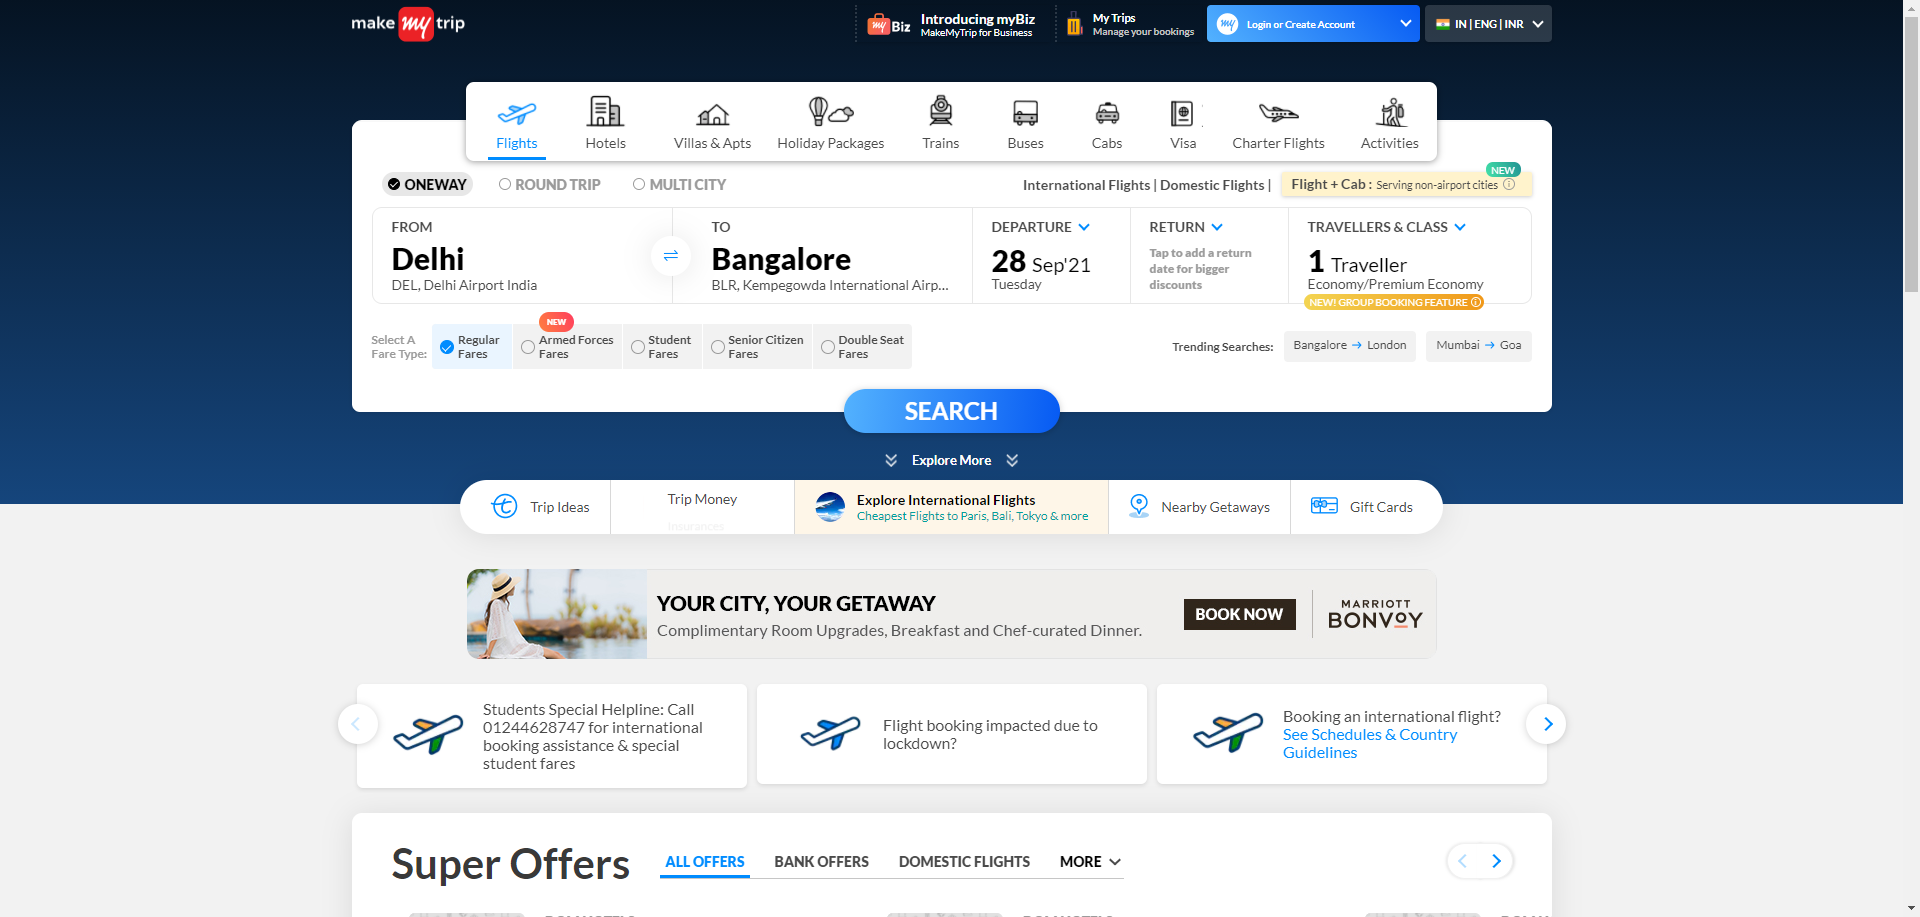 make my trip
my Biz
Introducing myBiz
MakeMyTrip for Business
My Trips
Manage your bookings
my Login or Create Account
IN | ENG | INR
Flights
Hotels
Villas & Apts
Holiday Packages
Trains
Buses
Cabs
Visa
Charter Flights
Activities
ONEWAY
ROUND TRIP
MULTI CITY
International Flights | Domestic Flights |
NEW
Flight + Cab : Serving non-airport cities
FROM
Delhi
DEL, Delhi Airport India
TO
Bangalore
BLR, Kempegowda International Airp...
DEPARTURE
28 Sep'21
Tuesday
RETURN
Tap to add a return
date for bigger
discounts
TRAVELLERS & CLASS
1 Traveller
Economy/Premium Economy
NEW! GROUP BOOKING FEATURE
Select A
Fare Type:
Regular
Fares
NEW
Armed Forces
Fares
Student
Fares
Senior Citizen
Fares
Double Seat
Fares
Trending Searches:
Bangalore → London
Mumbai → Goa
SEARCH
Explore More
Trip Ideas
Trip Money
Insurances
Explore International Flights
Cheapest Flights to Paris, Bali, Tokyo & more
Nearby Getaways
Gift Cards
YOUR CITY, YOUR GETAWAY
Complimentary Room Upgrades, Breakfast and Chef-curated Dinner.
BOOK NOW
MARRIOTT
BONVOY
Students Special Helpline: Call
01244628747 for international
booking assistance & special
student fares
Flight booking impacted due to
lockdown?
Booking an international flight?
See Schedules & Country
Guidelines
Super Offers
ALL OFFERS
BANK OFFERS
DOMESTIC FLIGHTS
MORE